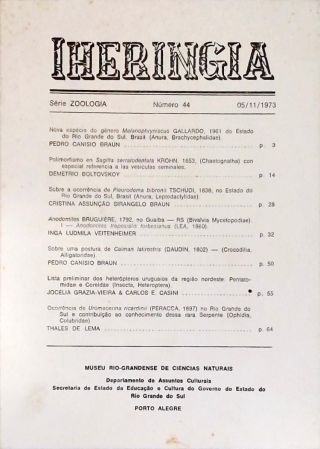 IHERINGIA
Série ZOOLOGIA Número 44 05/11/1973
Nova espécie do gênero Melanophryniscus GALLARDO, 1961 do Estado
do Rio Grande do Sul, Brasil (Anura, Brachycephalidae).
PEDRO CANISIO BRAUN p. 3
Polimorfismo em Sagitta serratodentata KROHN, 1853, (Chaetognatha) con
especial referencia a las vesículas seminales.
DEMETRIO BOLTOVSKOY p. 14
Sobre a ocorrência de Pleurodema bibronii TSCHUDI, 1838, no Estado
do Rio Grande do Sul, Brasil (Anura, Leptodactylidae).
CRISTINA ASSUNÇÃO SIRANGELO BRAUN p. 28
Anodontites BRUGUIÈRE, 1792, no Guaíba — RS (Bivalvia Mycetopodidae).
I — Anodontites trapesialis forbesianus (LEA, 1860).
INGA LUDMILA VEITENHEIMER p. 32
Sobre uma postura de Caiman latirostris (DAUDIN, 1802) — (Crocodilia,
Alligatoridae).
PEDRO CANISIO BRAUN p. 50
Lista preliminar dos heterópteros uruguaios da região nordeste: Pentato-
midae e Coreidae (Insecta, Heteroptera).
JOCÉLIA GRAZIA-VIEIRA & CARLOS E. CASINI p. 55
Ocorrência de Uromacerina ricardinii (PERACCA, 1897) no Rio Grande do
Sul e contribuição ao conhecimento dessa rara Serpente (Ophidia,
Colubridae)
THALES DE LEMA p. 64
MUSEU RIO-GRANDENSE DE CIÊNCIAS NATURAIS
Departamento de Assuntos Culturais
Secretaria de Estado da Educação e Cultura do Governo do Estado do
Rio Grande do Sul
PORTO ALEGRE